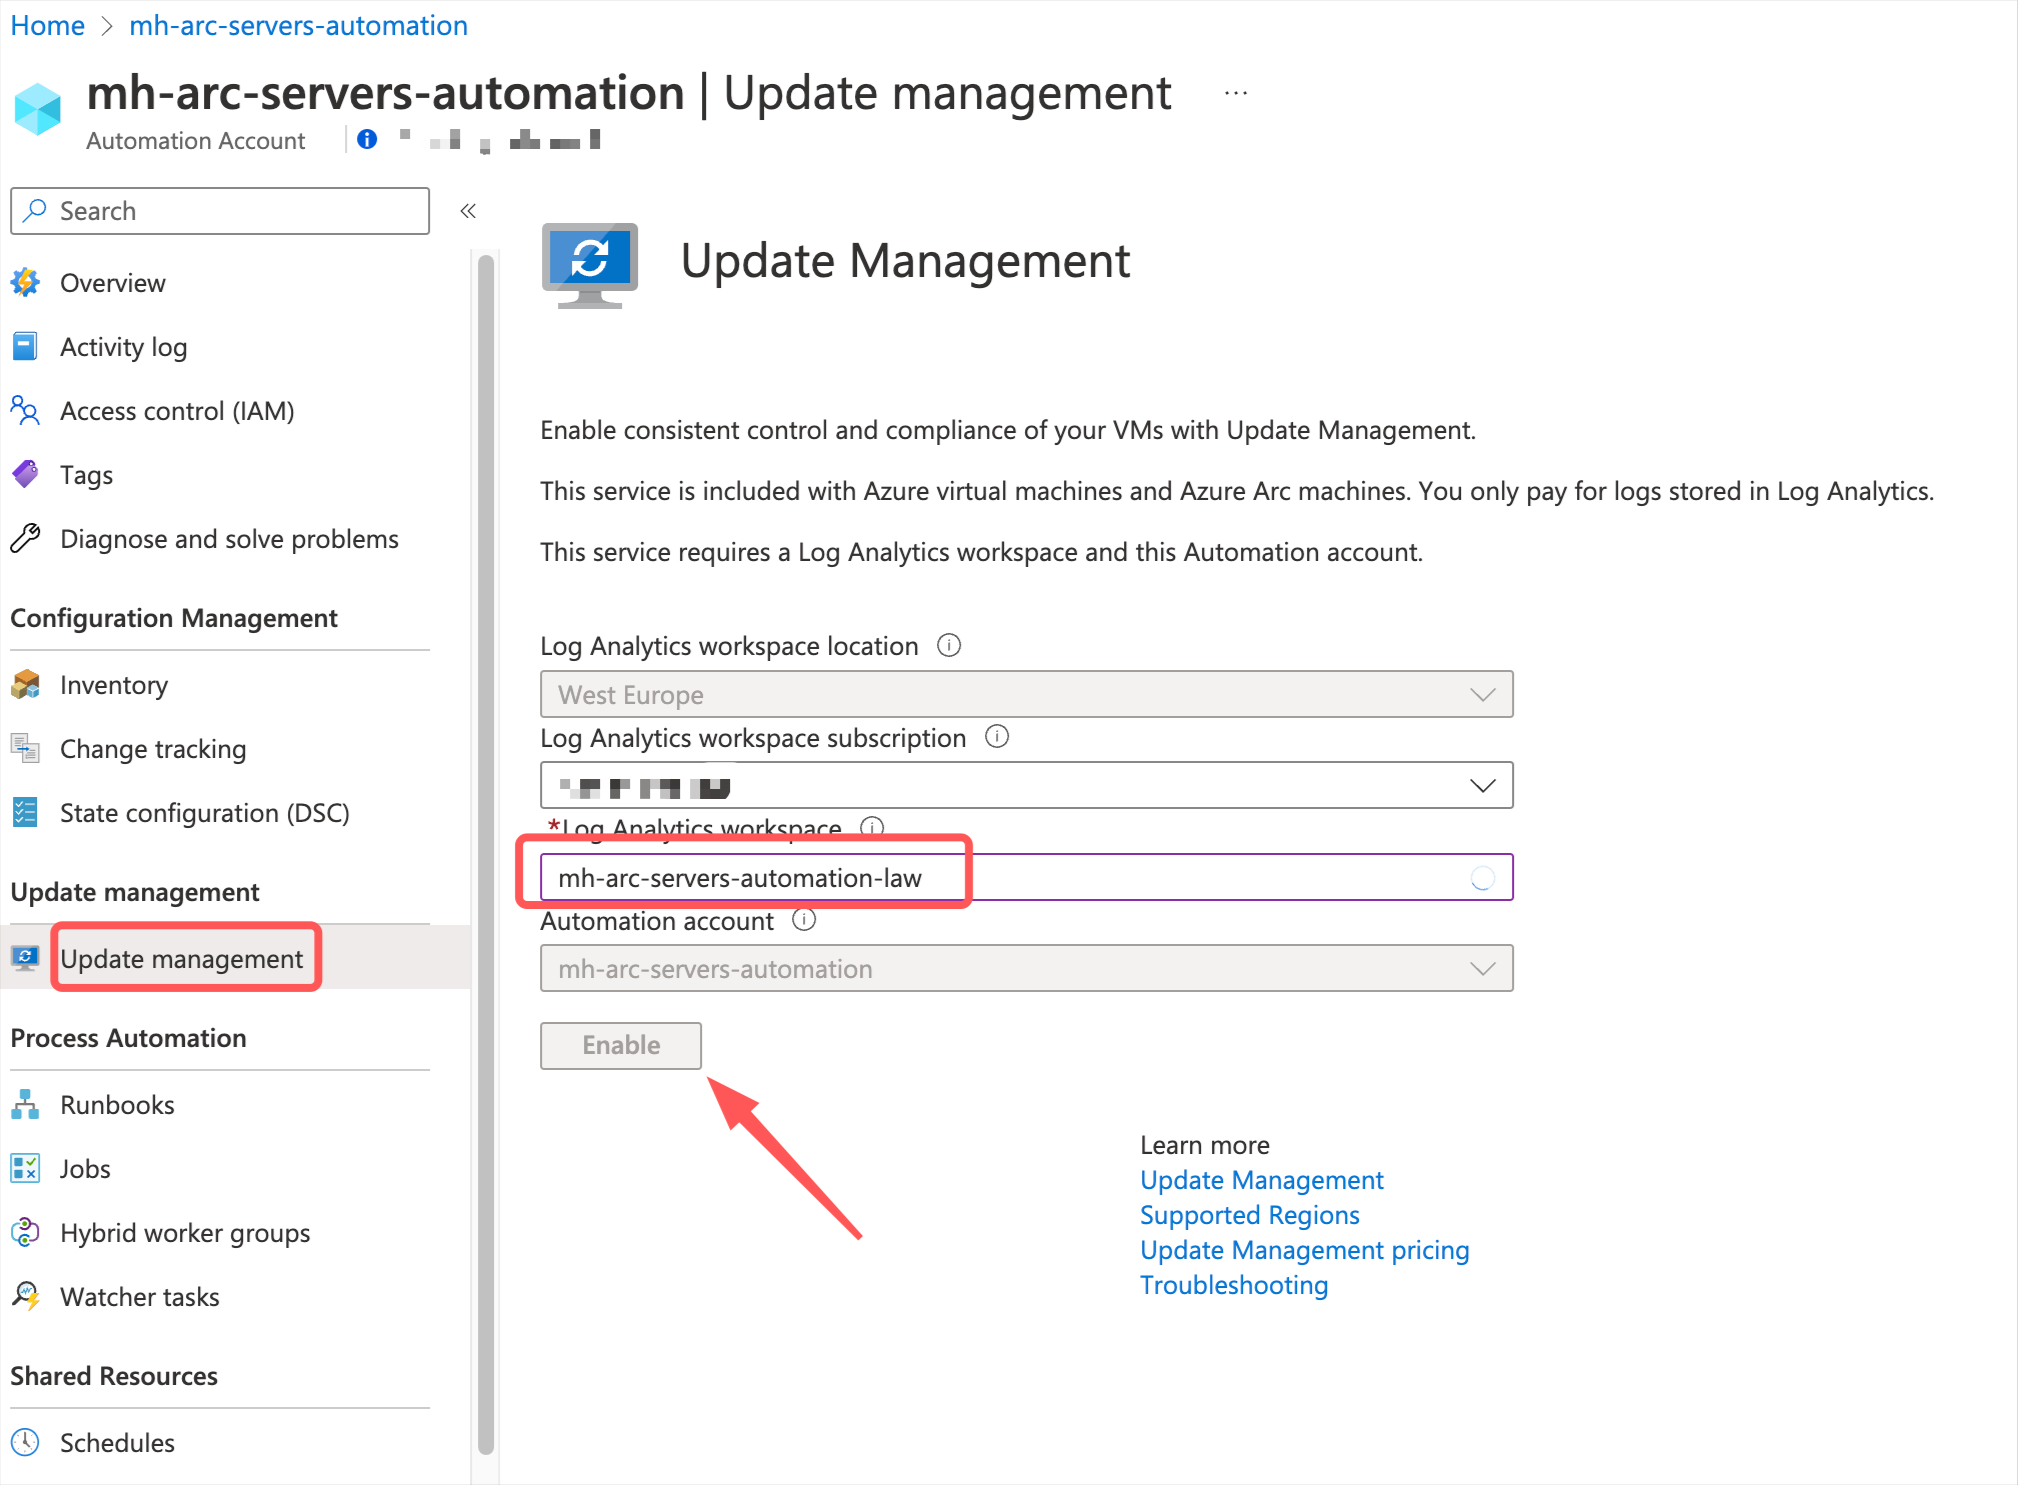 Home > mh-arc-servers-automation
mh-arc-servers-automation | Update management ...
Automation Account
Search «
Overview
Activity log
Access control (IAM)
Tags
Diagnose and solve problems
Configuration Management
Inventory
Change tracking
State configuration (DSC)
Update management
Update management
Process Automation
Runbooks
Jobs
Hybrid worker groups
Watcher tasks
Shared Resources
Schedules
Update Management
Enable consistent control and compliance of your VMs with Update Management.
This service is included with Azure virtual machines and Azure Arc machines. You only pay for logs stored in Log Analytics.
This service requires a Log Analytics workspace and this Automation account.
Log Analytics workspace location
West Europe
Log Analytics workspace subscription
*Log Analytics workspace
mh-arc-servers-automation-law
Automation account
mh-arc-servers-automation
Enable
Learn more
Update Management
Supported Regions
Update Management pricing
Troubleshooting